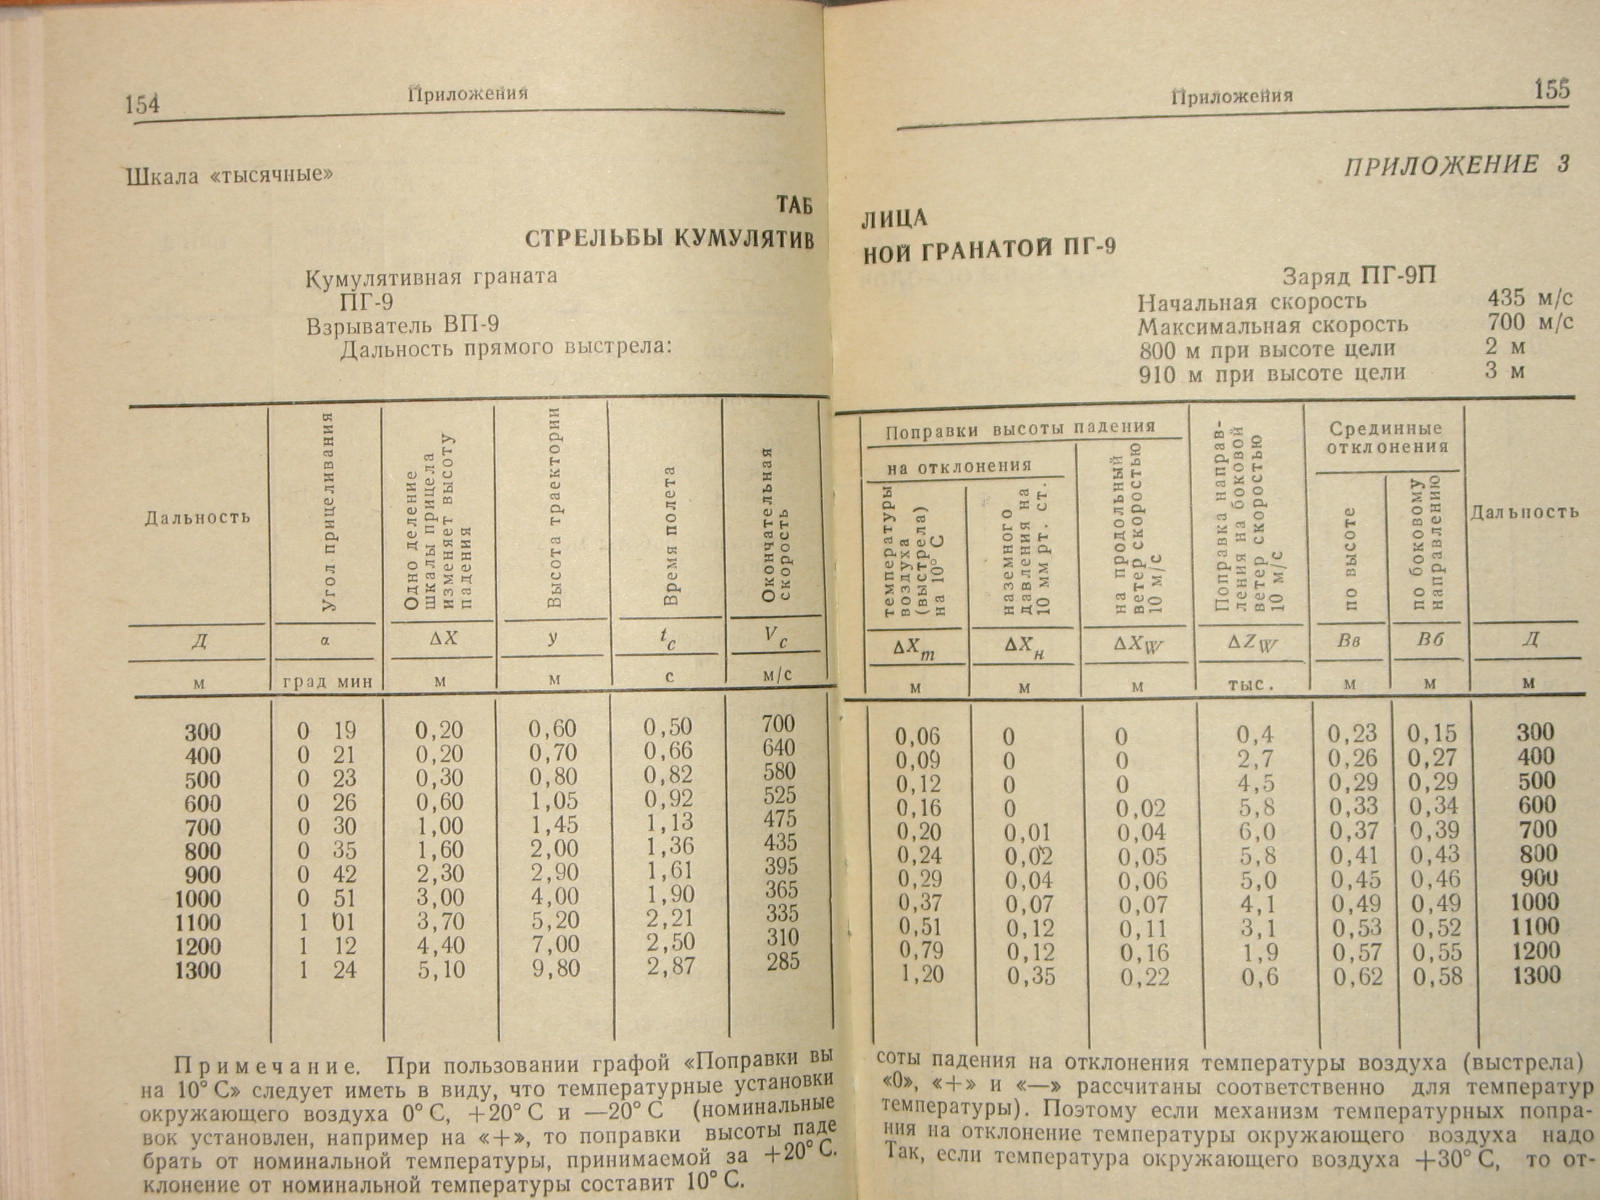 154
Приложения
Шкала «тысячные»
ТАБ
СТРЕЛЬБЫ КУМУЛЯТИВ
Кумулятивная граната
ПГ-9
Взрыватель ВП-9
Дальность прямого выстрела:
Дальность
Угол прицеливания
Одно деление
шкалы прицела
изменяет высоту
падения
Высота траектории
Время полета
Окончательная
скорость
Д α ΔX У tс Vс
м град мин м м с м/с
300 0 19 0,20 0,60 0,50 700
400 0 21 0,20 0,70 0,66 640
500 0 23 0,30 0,80 0,82 580
600 0 26 0,60 1,05 0,92 525
700 0 30 1,00 1,45 1,13 475
800 0 35 1,60 2,00 1,36 435
900 0 42 2,30 2,90 1,61 395
1000 0 51 3,00 4,00 1,90 365
1100 1 01 3,70 5,20 2,21 335
1200 1 12 4,40 7,00 2,50 310
1300 1 24 5,10 9,80 2,87 285
Примечание. При пользовании графой «Поправки вы
на 10° С» следует иметь в виду, что температурные установки
окружающего воздуха 0° С, +20° С и —20° С (номинальные
вок установлен, например на «+», то поправки высоты паде
брать от номинальной температуры, принимаемой за +20° С.
клонение от номинальной температуры составит 10° С.
Приложения
155
ПРИЛОЖЕНИЕ 3
ЛИЦА
НОЙ ГРАНАТОЙ ПГ-9
Заряд ПГ-9П
Начальная скорость 435 м/с
Максимальная скорость 700 м/с
800 м при высоте цели 2 м
910 м при высоте цели 3 м
Поправки высоты падения
на отклонения
температуры
воздуха
(выстрела)
на 10° С
наземного
давления на
10 мм рт. ст.
на продольный
ветер скоростью
10 м/с
Поправка направ-
ления на боковой
ветер скоростью
10 м/с
Срединные
отклонения
по высоте
по боковому
направлению
Дальность
ΔXт ΔXн ΔXW ΔZW Вв Вб Д
м м м тыс. м м м
0,06 0 0 0,4 0,23 0,15 300
0,09 0 0 2,7 0,26 0,27 400
0,12 0 0 4,5 0,29 0,29 500
0,16 0 0,02 5,8 0,33 0,34 600
0,20 0,01 0,04 6,0 0,37 0,39 700
0,24 0,02 0,05 5,8 0,41 0,43 800
0,29 0,04 0,06 5,0 0,45 0,46 900
0,37 0,07 0,07 4,1 0,49 0,49 1000
0,51 0,12 0,11 3,1 0,53 0,52 1100
0,79 0,12 0,16 1,9 0,57 0,55 1200
1,20 0,35 0,22 0,6 0,62 0,58 1300
соты падения на отклонения температуры воздуха (выстрела)
«0», «+» и «—» рассчитаны соответственно для температур
температуры). Поэтому если механизм температурных попра-
ния на отклонение температуры окружающего воздуха надо
Так, если температура окружающего воздуха +30° С, то от-